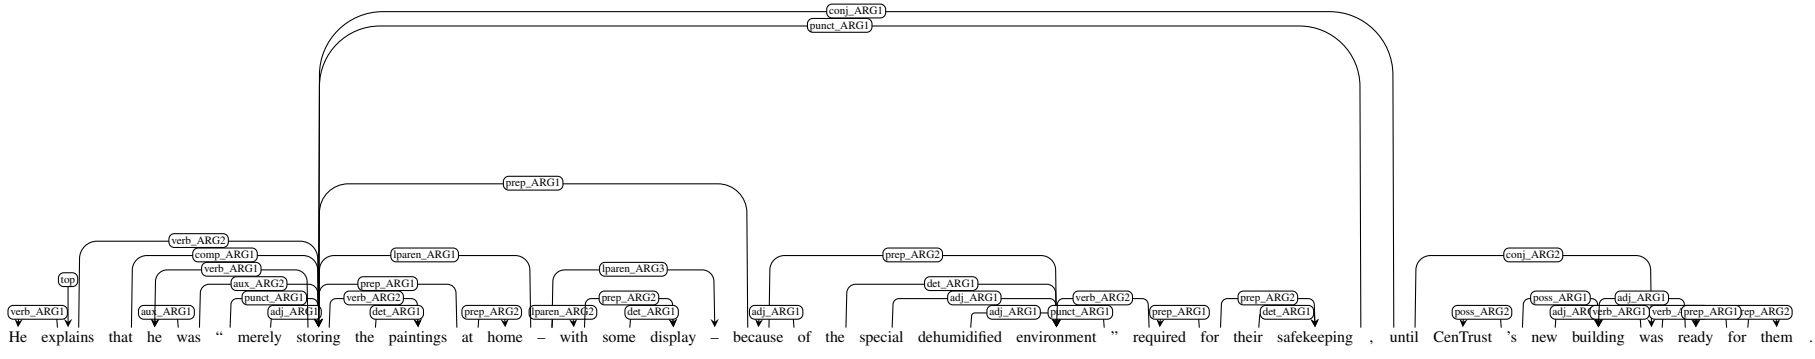 conj_ARG1
punct_ARG1
prep_ARG1
verb_ARG2
comp_ARG1 lparen_ARG1 prep_ARG2 conj_ARG2
verb_ARG1 lparen_ARG3
top aux_ARG2 prep_ARG1 det_ARG1
punct_ARG1 verb_ARG2 prep_ARG2 adj_ARG1 verb_ARG2 prep_ARG2 poss_ARG1 adj_ARG1
verb_ARG1 aux_ARG1 adj_ARG1 det_ARG1 prep_ARG2 lparen_ARG2 det_ARG1 adj_ARG1 adj_ARG1 punct_ARG1 prep_ARG1 det_ARG1 poss_ARG2 verb_ARG1 prep_ARG1
He explains that he was “ merely storing the paintings at home – with some display – because of the special dehumidified environment ” required for their safekeeping , until CenTrust 's new building was ready for them .